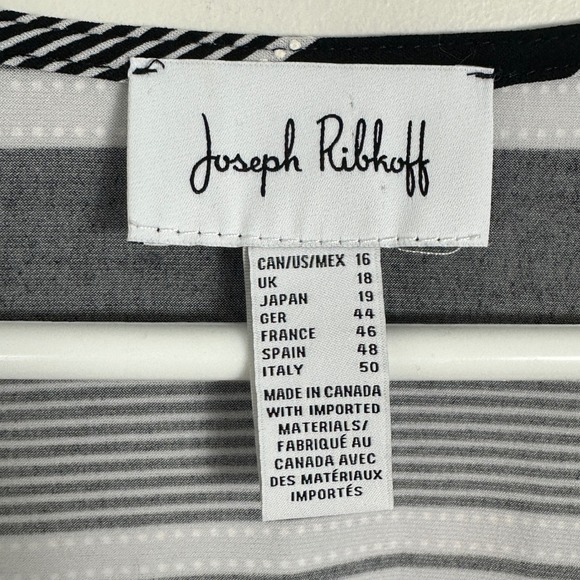 Joseph Ribkoff
CAN/US/MEX 16
UK 18
JAPAN 19
GER 44
FRANCE 46
SPAIN 48
ITALY 50
MADE IN CANADA
WITH IMPORTED
MATERIALS/
FABRIQUÉ AU
CANADA AVEC
DES MATÉRIAUX
IMPORTÉS